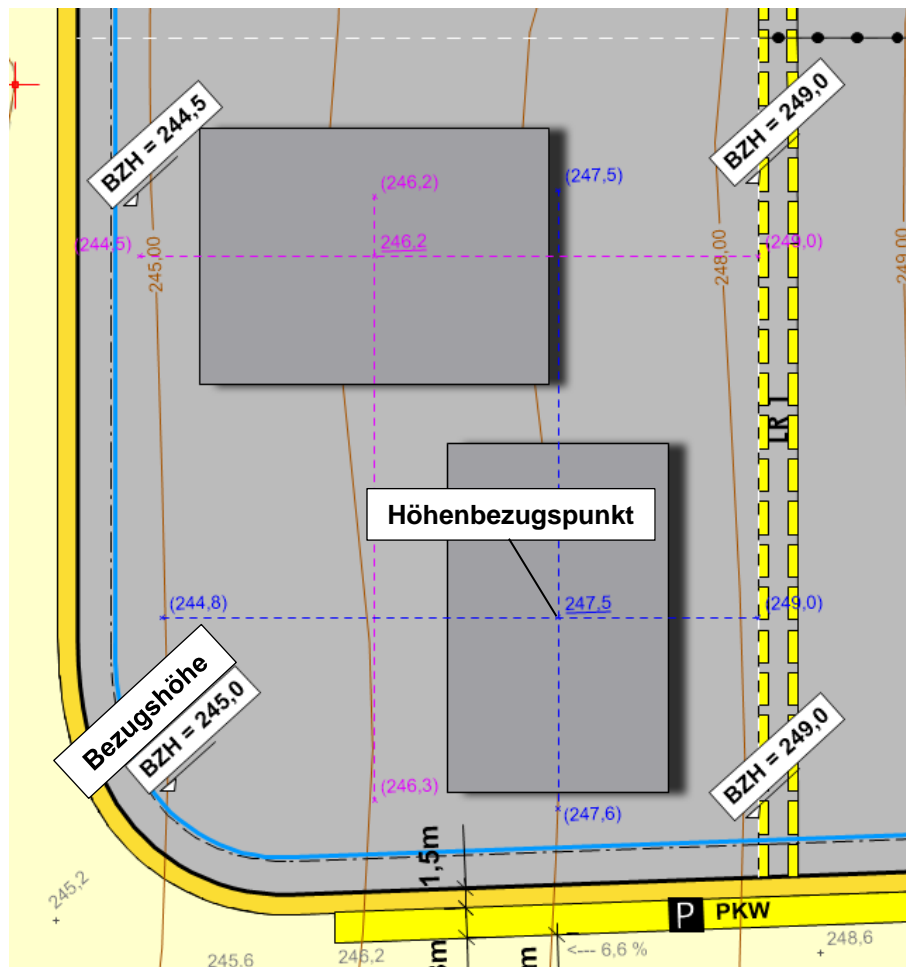 BZH = 244,5
BZH = 249,0
(246,2)
(247,5)
(244,5)
246,2
(249,0)
245,00
248,00
249,00
LR 1
Höhenbezugspunkt
(244,8)
247,5
(249,0)
Bezugshöhe
BZH = 245,0
BZH = 249,0
(246,3)
(247,6)
1,5m
245,2
P PKW
245.6
246,2
<--- 6,6 %
248,6